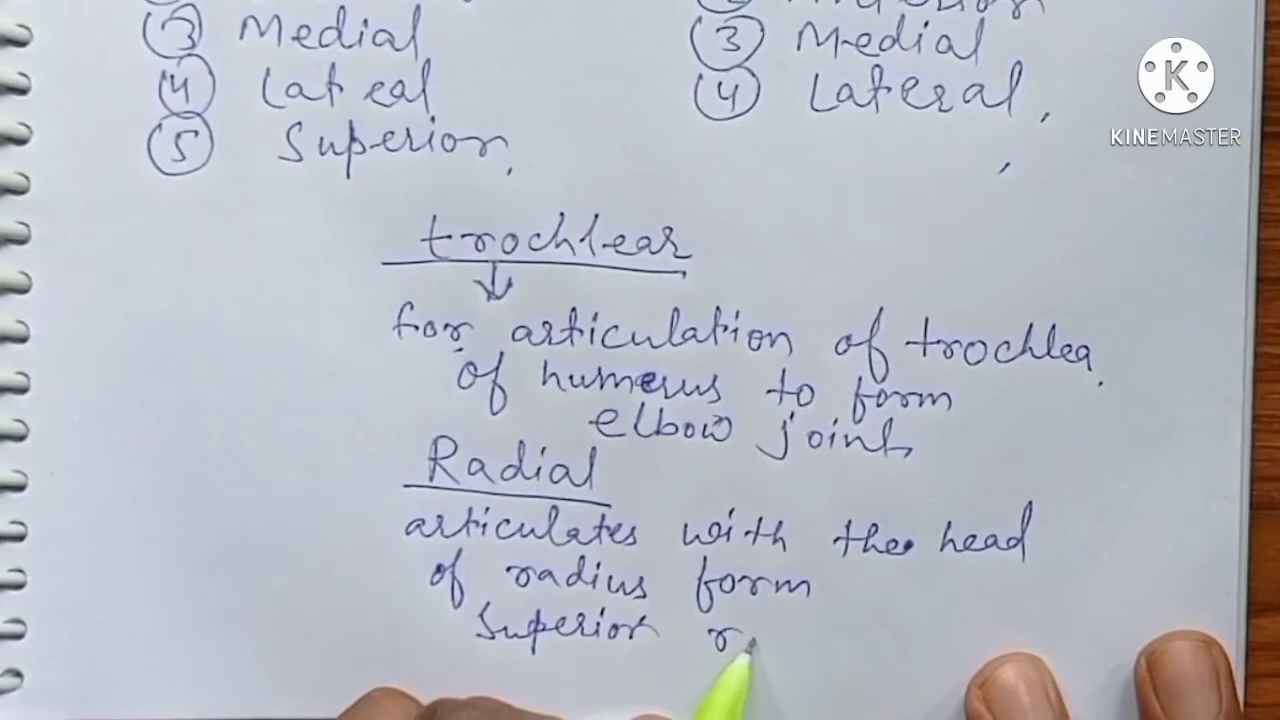 ③ Medial
④ Lateal
⑤ Superior,
③ Medial
④ Lateral,
trochlear
↓
for articulation of trochlea
of humerus to form
elbow joint
Radial
articulates with the head
of radius form
Superior r
K
KINEMASTER